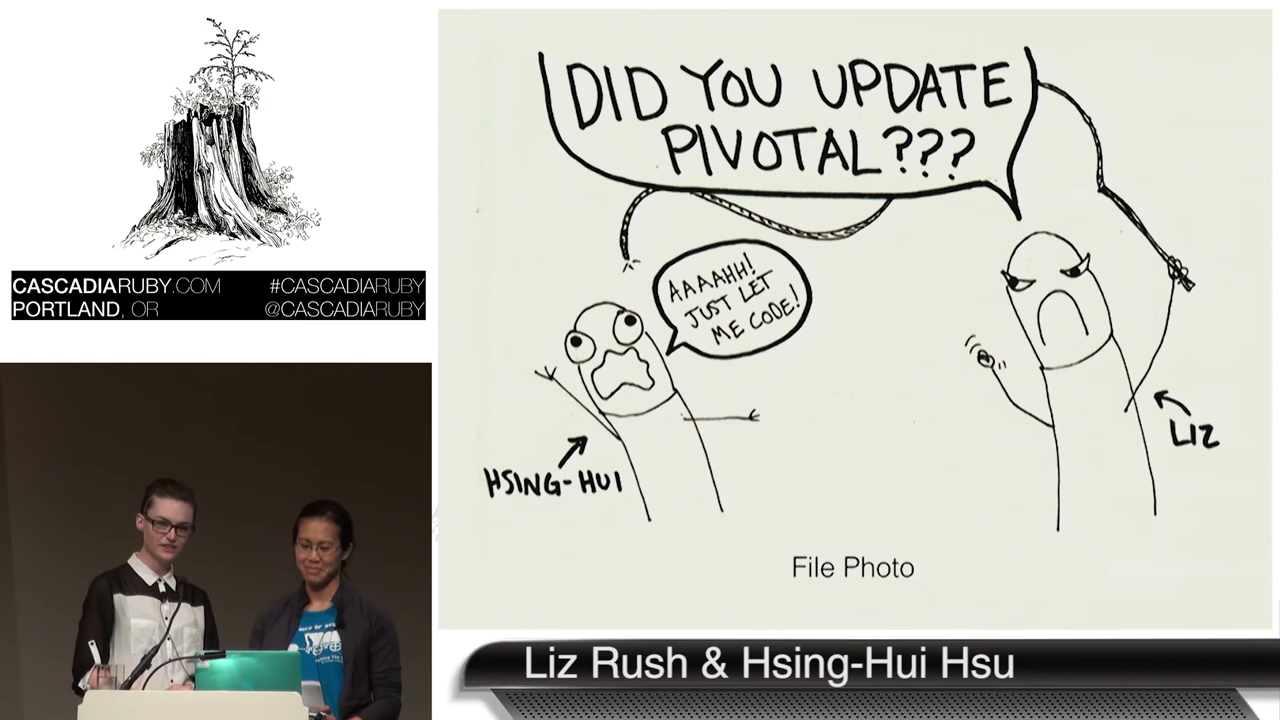 CASCADIARUBY.COM #CASCADIARUBY
PORTLAND, OR @CASCADIARUBY
DID YOU UPDATE
PIVOTAL???
AAAAHH!
JUST LET
ME CODE!
HSING-HUI
LIZ
File Photo
Liz Rush & Hsing-Hui Hsu